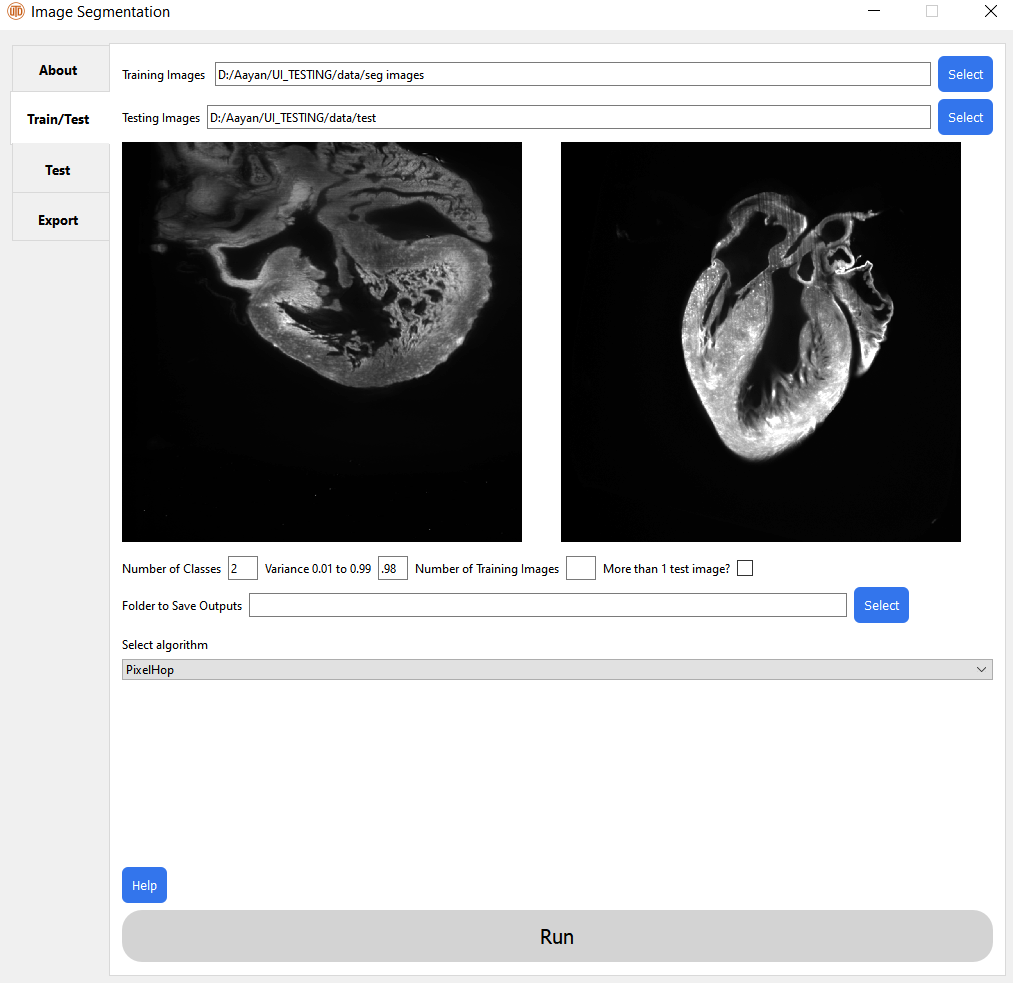 UTD Image Segmentation
About
Train/Test
Test
Export
Training Images D:/Aayan/UI_TESTING/data/seg images Select
Testing Images D:/Aayan/UI_TESTING/data/test Select
Number of Classes 2 Variance 0.01 to 0.99 .98 Number of Training Images More than 1 test image?
Folder to Save Outputs Select
Select algorithm
PixelHop
Help
Run